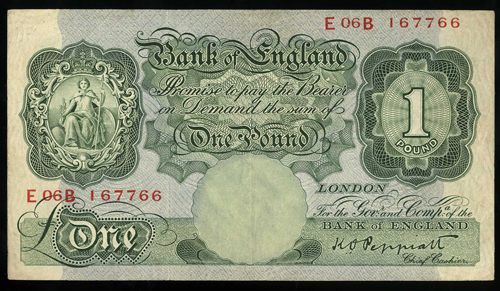 E 06B 167766
Bank of England
Promise to pay the Bearer
on Demand the sum of
One Pound
1
POUND
LONDON
E 06B 167766
For the Gov.r and Comp.a of the
BANK OF ENGLAND
£One
K O Peppiatt
Chief Cashier.